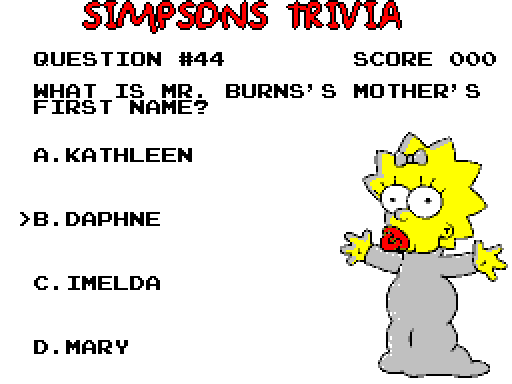 SIMPSONS TRIVIA
QUESTION #44 SCORE 000
WHAT IS MR. BURNS'S MOTHER'S
FIRST NAME?
A.KATHLEEN
>B.DAPHNE
C.IMELDA
D.MARY